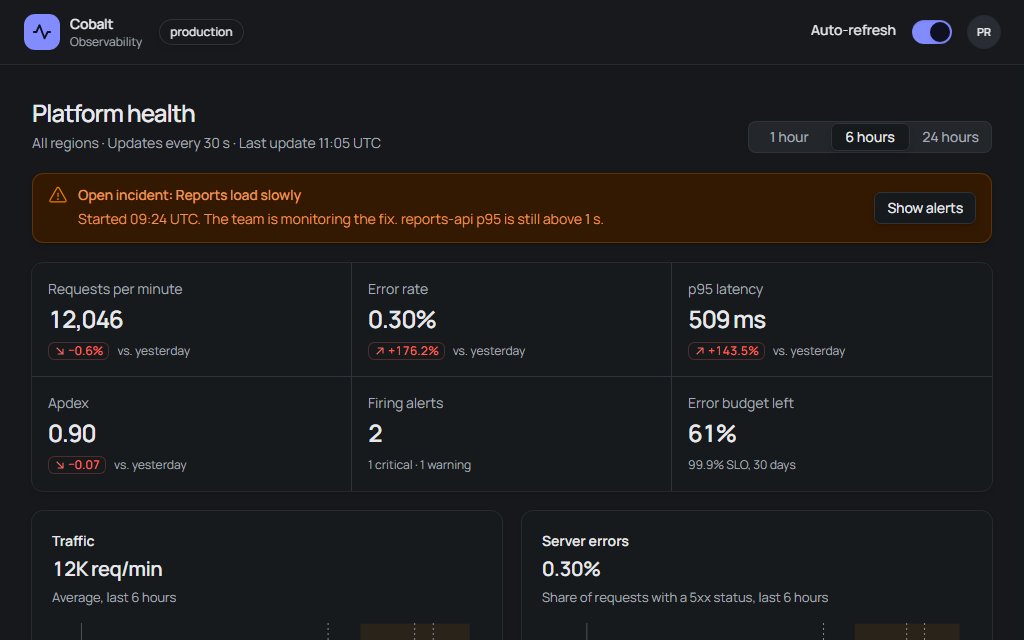 Cobalt
Observability
production
Auto-refresh
PR
Platform health
All regions · Updates every 30 s · Last update 11:05 UTC
1 hour
6 hours
24 hours
Open incident: Reports load slowly
Started 09:24 UTC. The team is monitoring the fix. reports-api p95 is still above 1 s.
Show alerts
Requests per minute
12,046
↘ −0.6% vs. yesterday
Error rate
0.30%
↗ +176.2% vs. yesterday
p95 latency
509 ms
↗ +143.5% vs. yesterday
Apdex
0.90
↘ −0.07 vs. yesterday
Firing alerts
2
1 critical · 1 warning
Error budget left
61%
99.9% SLO, 30 days
Traffic
12K req/min
Average, last 6 hours
Server errors
0.30%
Share of requests with a 5xx status, last 6 hours